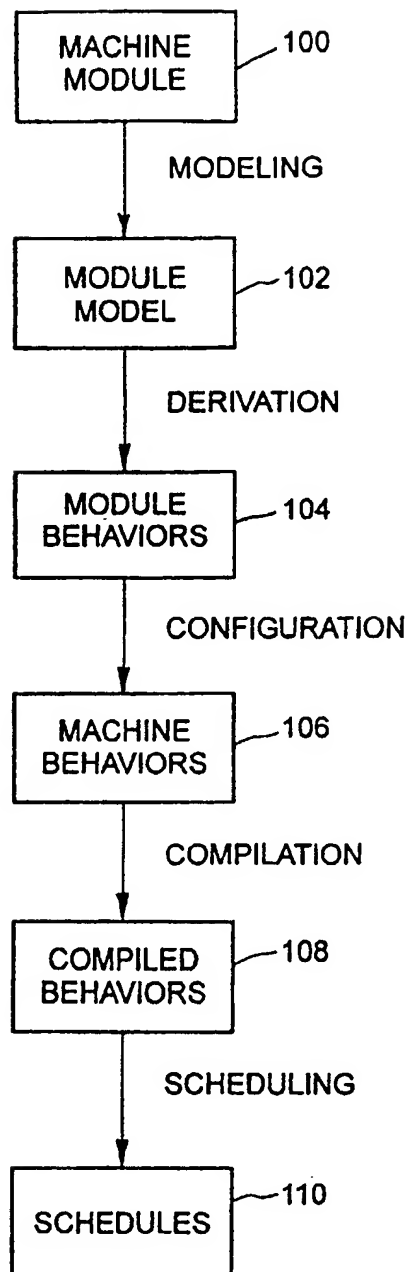 MACHINE
MODULE
100
MODELING
MODULE
MODEL
102
DERIVATION
MODULE
BEHAVIORS
104
CONFIGURATION
MACHINE
BEHAVIORS
106
COMPILATION
COMPILED
BEHAVIORS
108
SCHEDULING
SCHEDULES
110